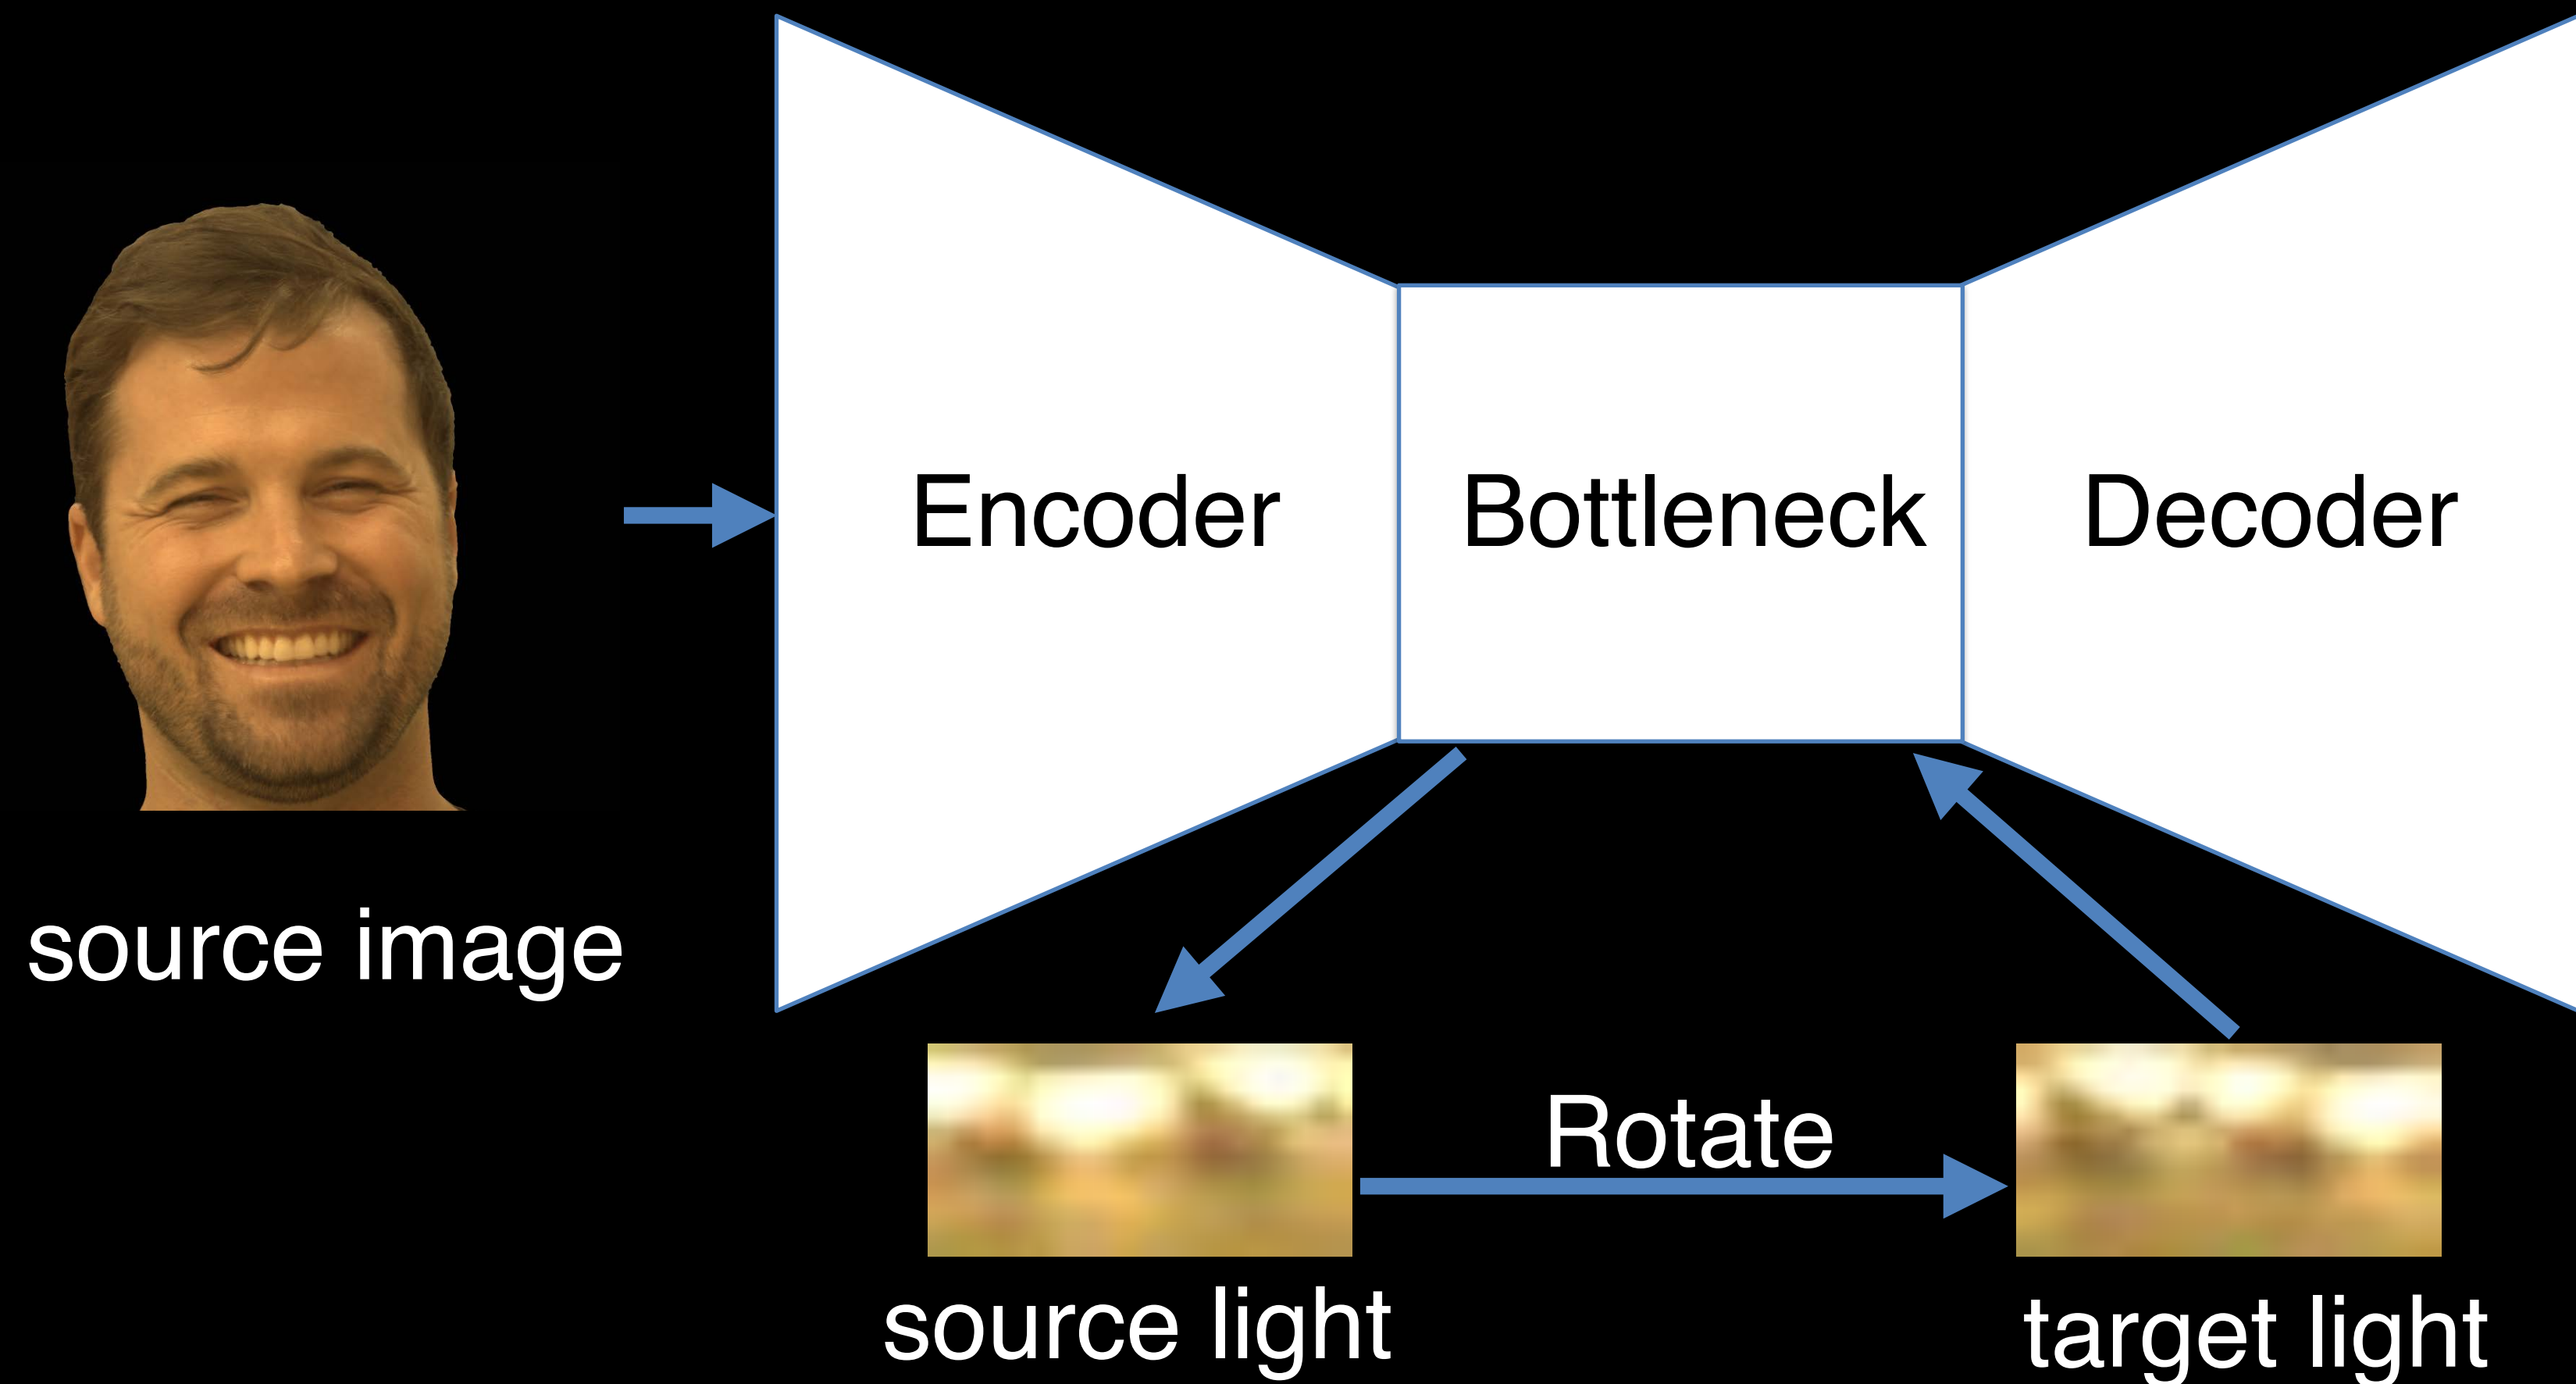 source image
Encoder
Bottleneck
Decoder
Rotate
source light
target light